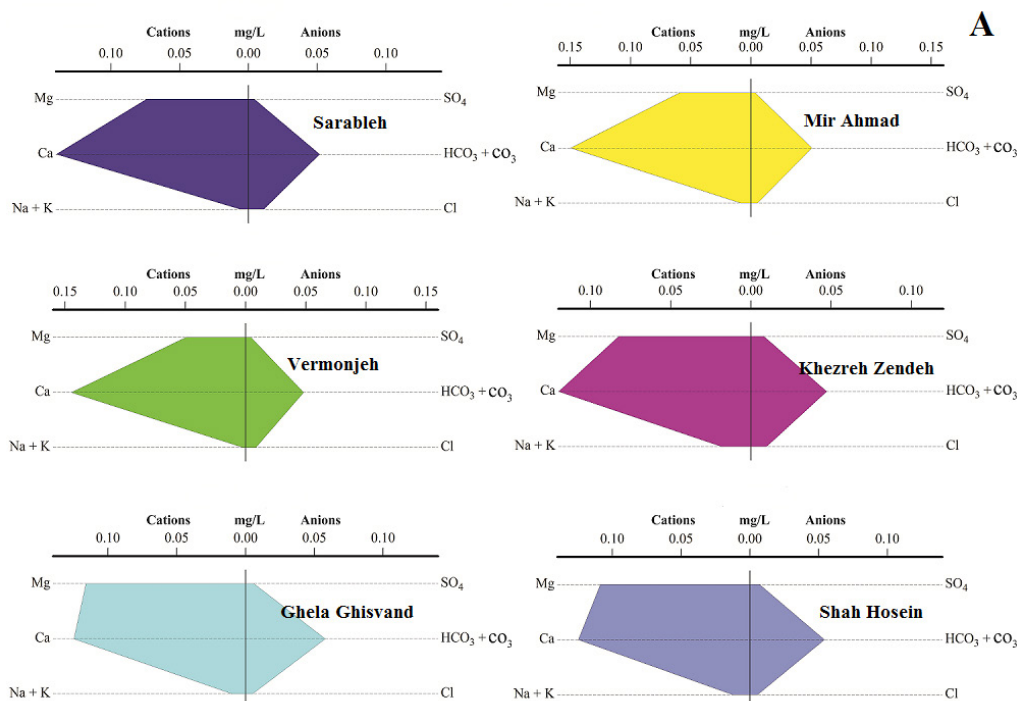 A
Cations mg/L Anions
0.10 0.05 0.00 0.05 0.10
Mg SO₄
Sarableh
Ca HCO₃ + CO₃
Na + K Cl
Cations mg/L Anions
0.15 0.10 0.05 0.00 0.05 0.10 0.15
Mg SO₄
Mir Ahmad
Ca HCO₃ + CO₃
Na + K Cl
Cations mg/L Anions
0.15 0.10 0.05 0.00 0.05 0.10 0.15
Mg SO₄
Vermonjeh
Ca HCO₃ + CO₃
Na + K Cl
Cations mg/L Anions
0.10 0.05 0.00 0.05 0.10
Mg SO₄
Khezreh Zendeh
Ca HCO₃ + CO₃
Na + K Cl
Cations mg/L Anions
0.10 0.05 0.00 0.05 0.10
Mg SO₄
Ghela Ghisvand
Ca HCO₃ + CO₃
Na + K Cl
Cations mg/L Anions
0.10 0.05 0.00 0.05 0.10
Mg SO₄
Shah Hosein
Ca HCO₃ + CO₃
Na + K Cl